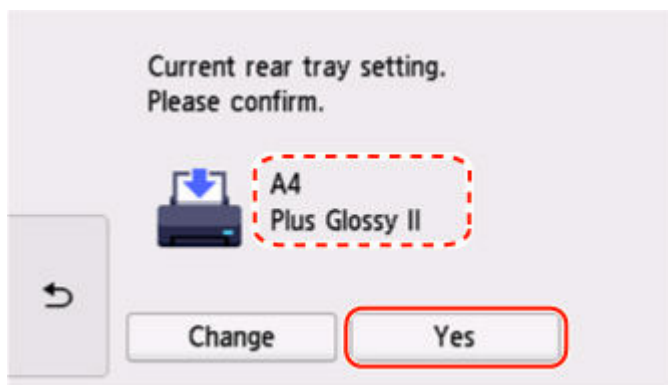 Current rear tray setting.
Please confirm.
A4
Plus Glossy II
Change
Yes